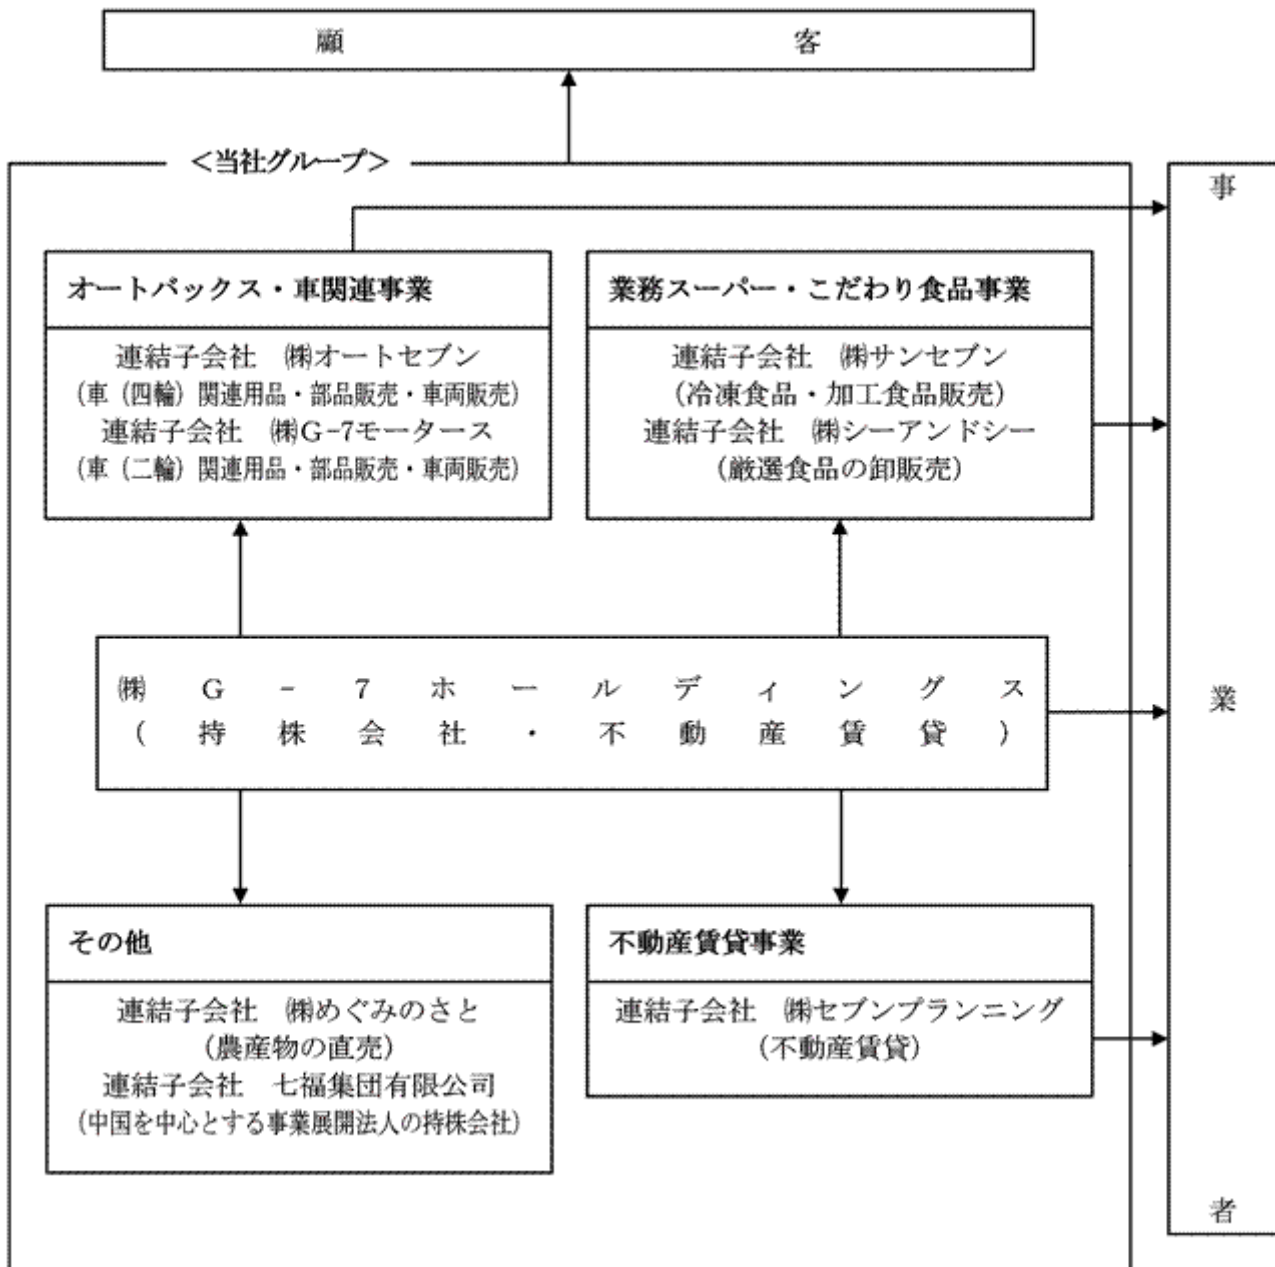 顧客
<当社グループ>
オートバックス・車関連事業
連結子会社　㈱オートセブン
(車(四輪)関連用品・部品販売・車両販売)
連結子会社　㈱G-7モータース
(車(二輪)関連用品・部品販売・車両販売)
業務スーパー・こだわり食品事業
連結子会社　㈱サンセブン
(冷凍食品・加工食品販売)
連結子会社　㈱シーアンドシー
(厳選食品の卸販売)
㈱G-7ホールディングス
(持株会社・不動産賃貸)
その他
連結子会社　㈱めぐみのさと
(農産物の直売)
連結子会社　七福集団有限公司
(中国を中心とする事業展開法人の持株会社)
不動産賃貸事業
連結子会社　㈱セブンプランニング
(不動産賃貸)
事業者